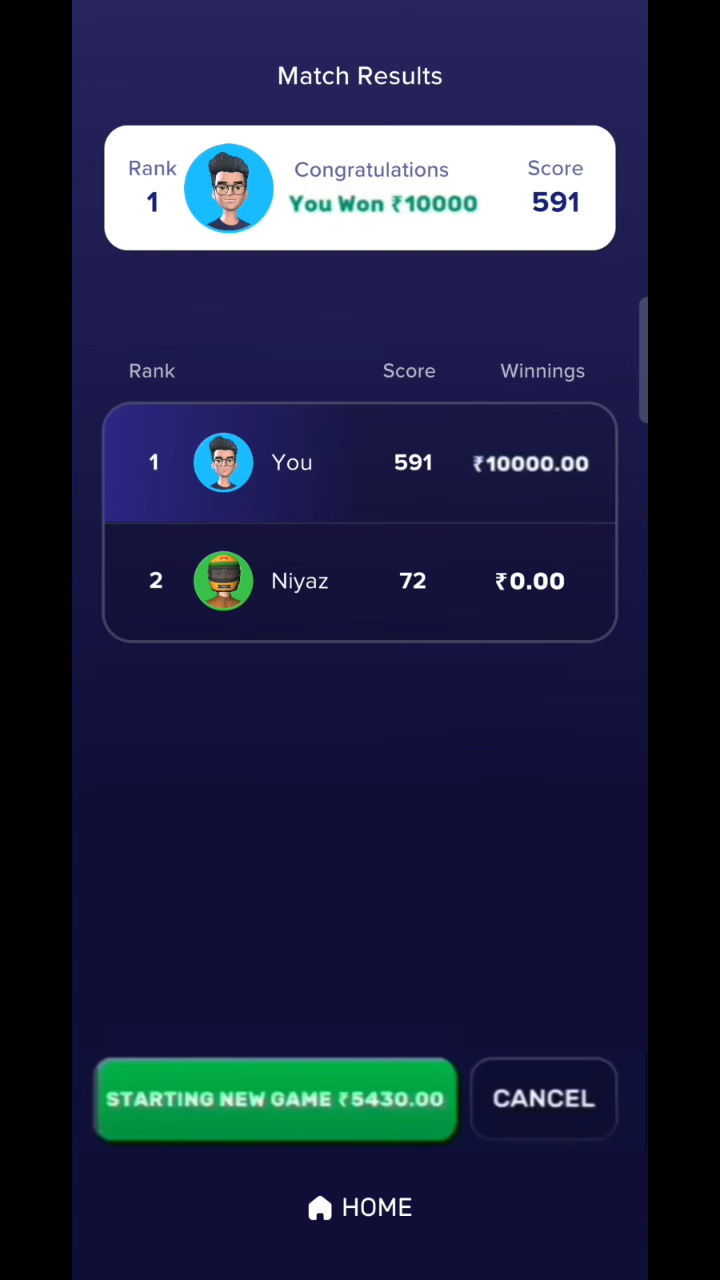 Match Results
Rank Congratulations Score
1 You Won ₹10000 591
Rank Score Winnings
1 You 591 ₹10000.00
2 Niyaz 72 ₹0.00
STARTING NEW GAME ₹5430.00 CANCEL
HOME